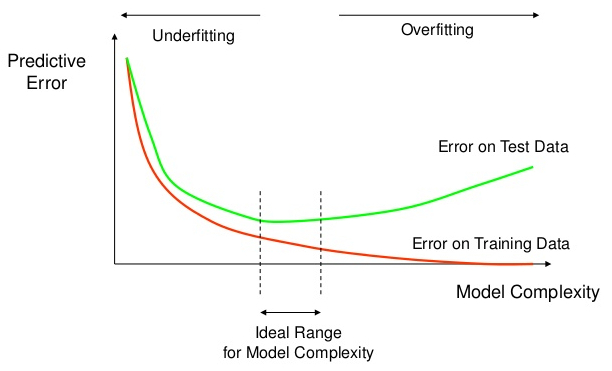 Underfitting
Overfitting
Predictive
Error
Error on Test Data
Error on Training Data
Model Complexity
Ideal Range
for Model Complexity